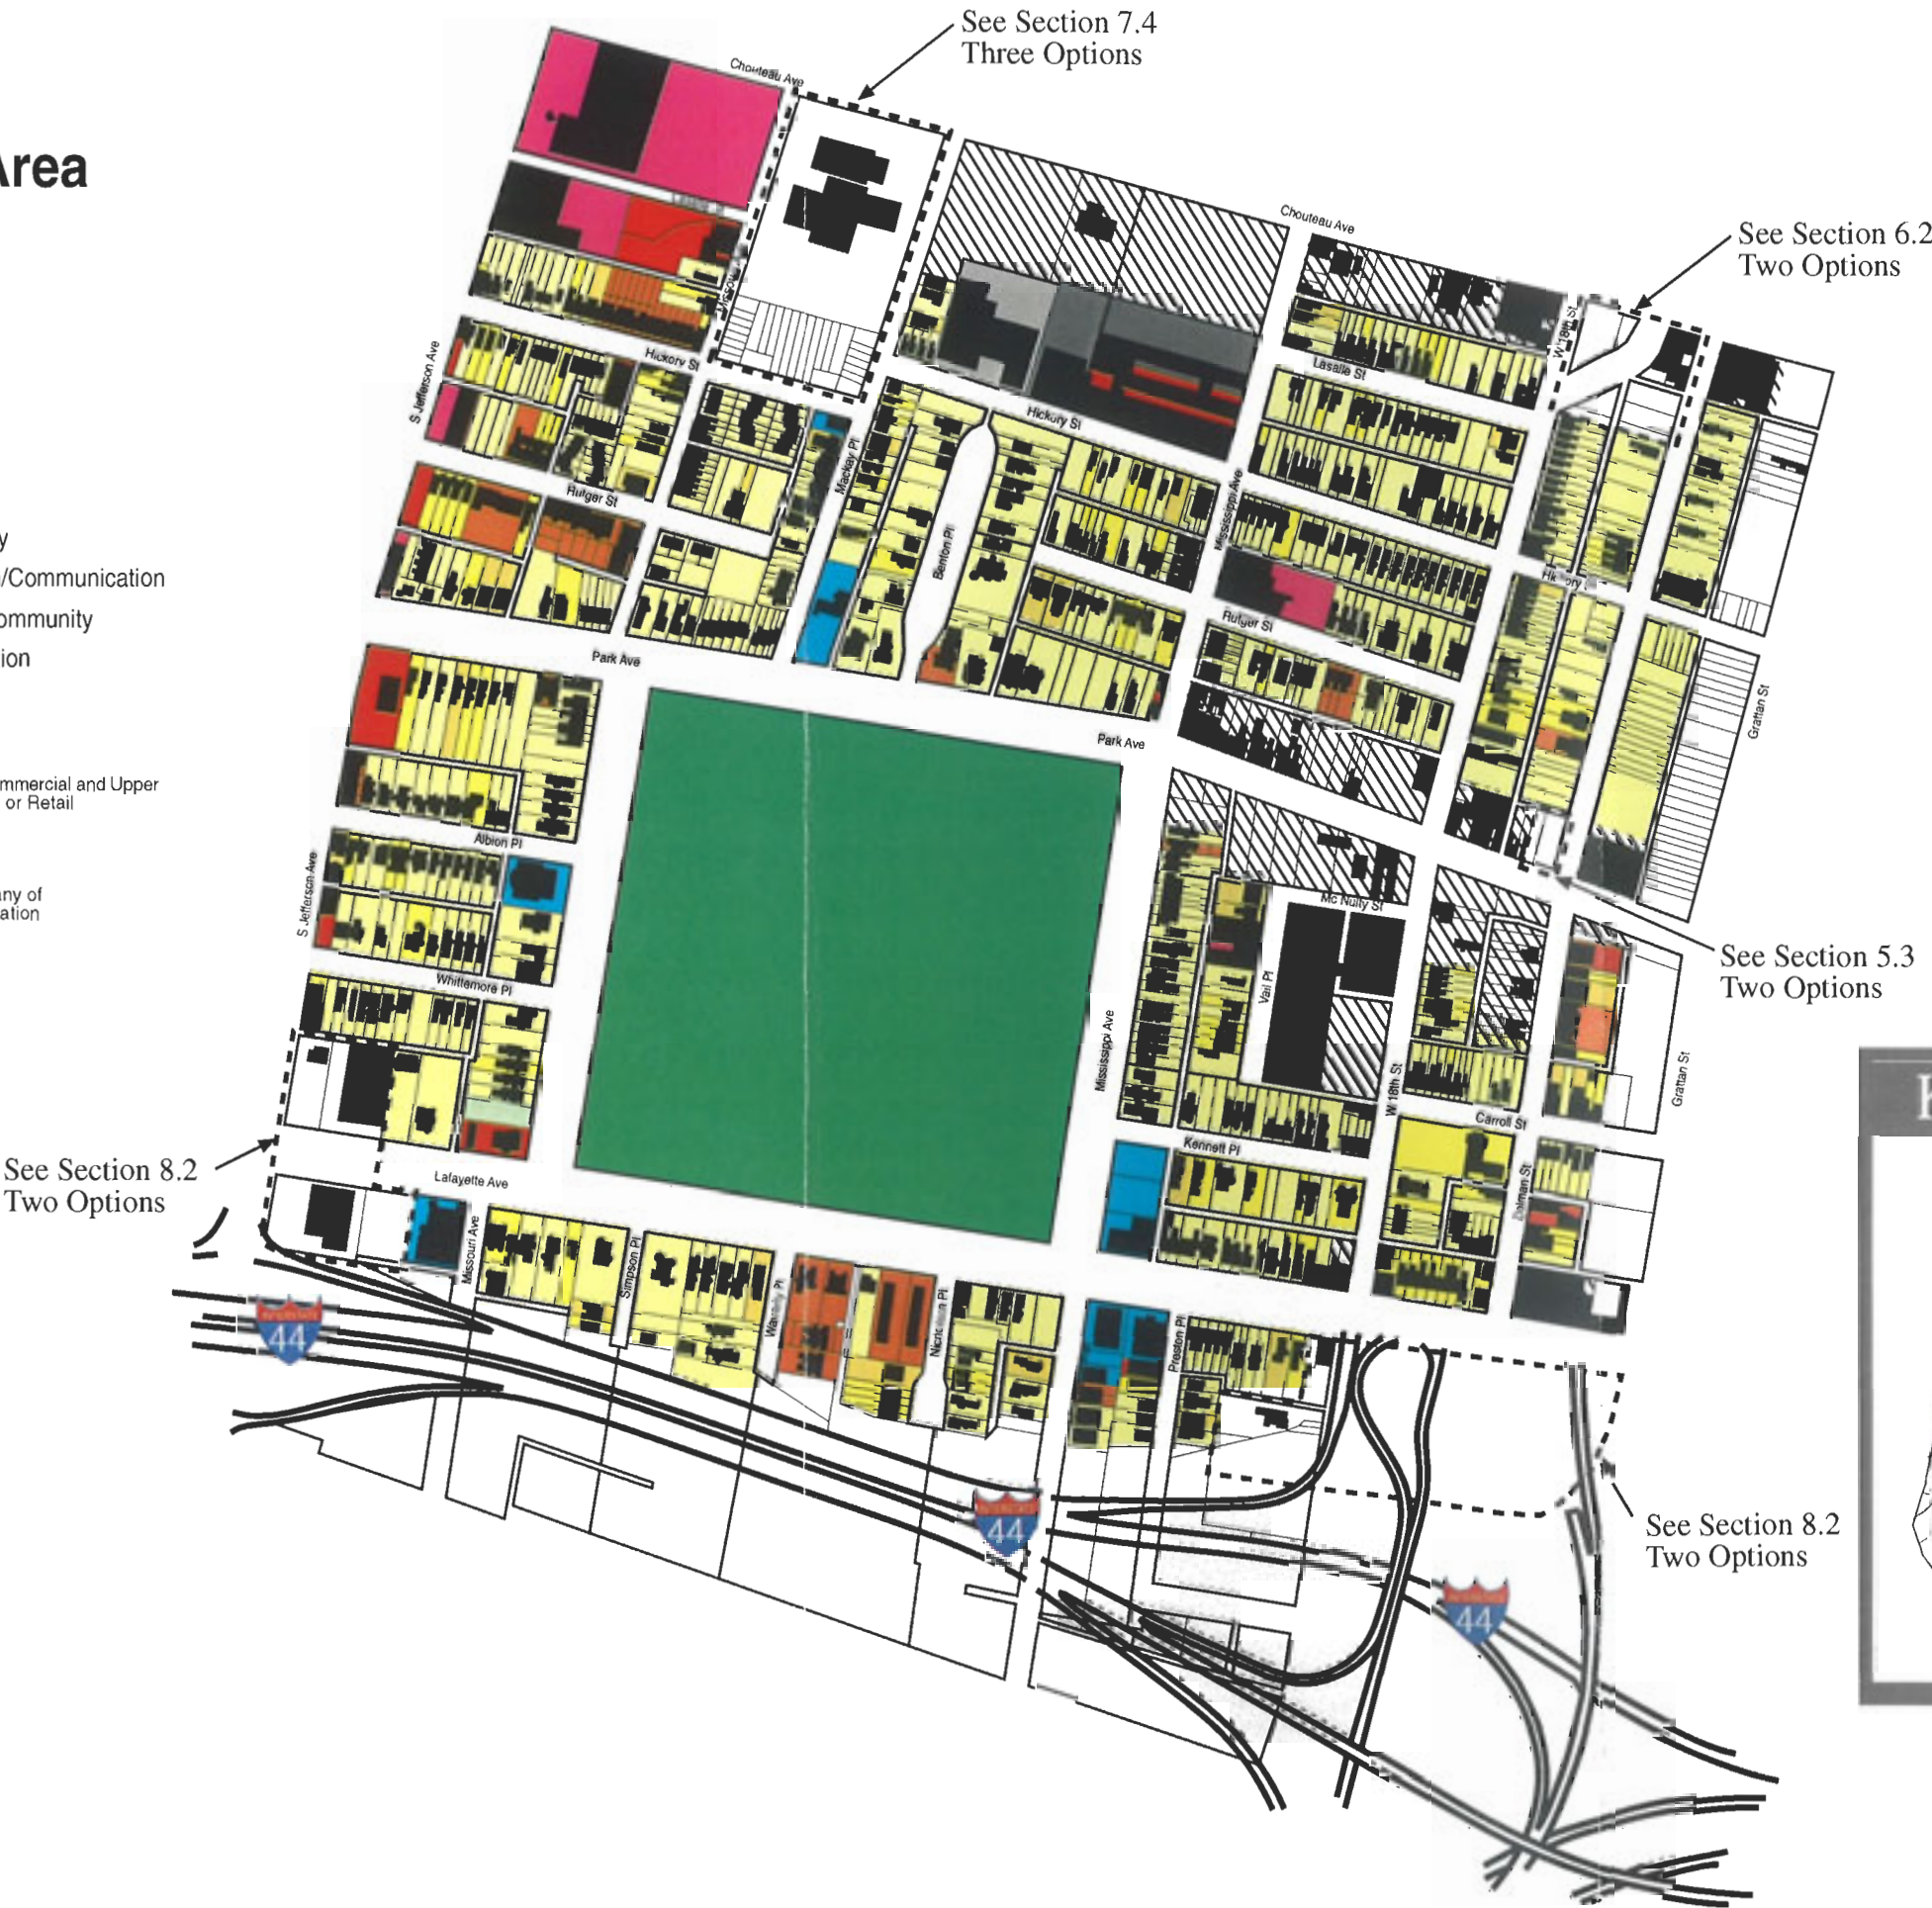 See Section 7.4
Three Options
Chouteau Ave
Area
Chouteau Ave
See Section 6.2
Two Options
W 18th St
Hickory St
S Jefferson Ave
Lasalle St
Hickory St
Mackay Pl
Rutger St
Mississippi Ave
y
/Communication
Benton Pl
ommunity
Rutger St
ion
Park Ave
Grattan St
Park Ave
mmercial and Upper
or Retail
Albion Pl
S Jefferson Ave
any of
ation
Mc Nulty St
See Section 5.3
Two Options
Whittemore Pl
Vail Pl
Mississippi Ave
W 18th St
Grattan St
Carroll St
Kennett Pl
See Section 8.2
Two Options
Lafayette Ave
Dolman St
Missouri Ave
Simpson Pl
Waverly Pl
Preston Pl
44
44
See Section 8.2
Two Options
44